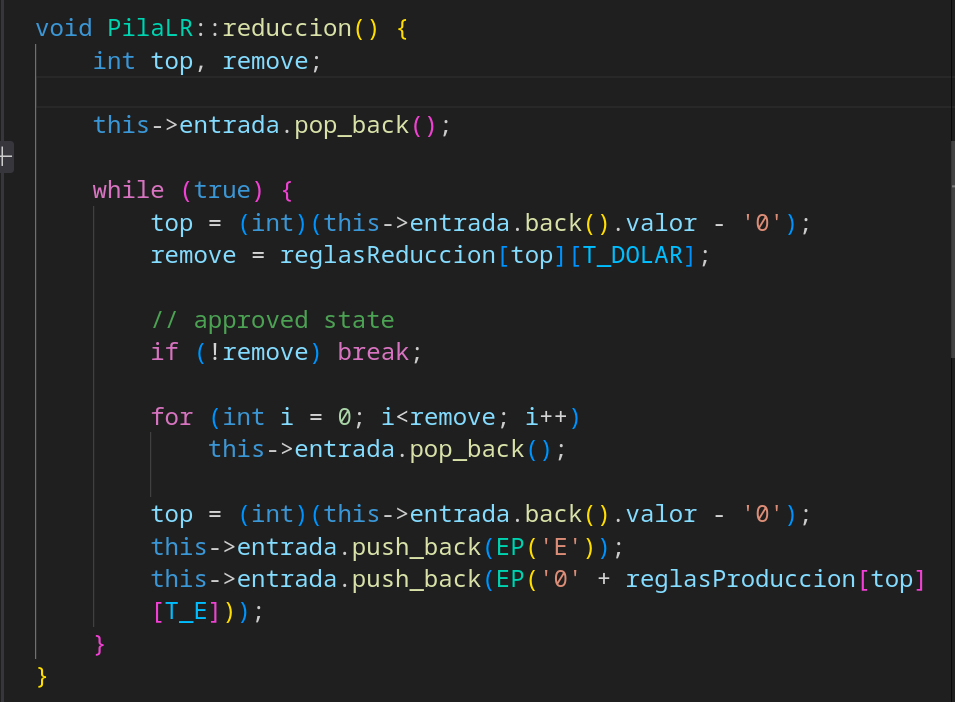 void PilaLR::reduccion() {
    int top, remove;

    this->entrada.pop_back();

    while (true) {
        top = (int)(this->entrada.back().valor - '0');
        remove = reglasReduccion[top][T_DOLAR];

        // approved state
        if (!remove) break;

        for (int i = 0; i<remove; i++)
            this->entrada.pop_back();

        top = (int)(this->entrada.back().valor - '0');
        this->entrada.push_back(EP('E'));
        this->entrada.push_back(EP('0' + reglasProduccion[top]
        [T_E]));
    }
}